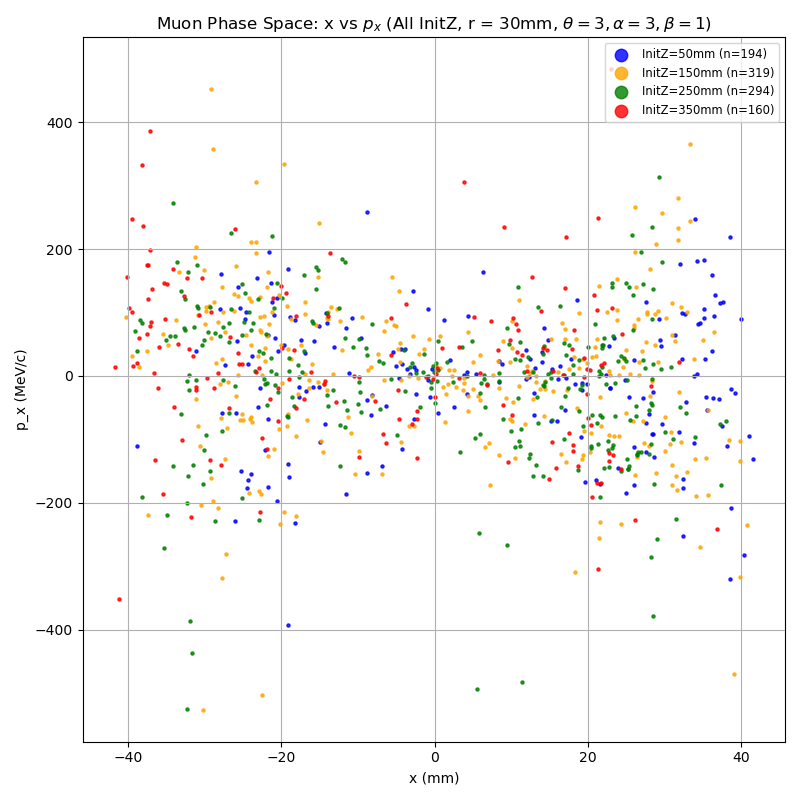 Muon Phase Space: x vs pₓ (All InitZ, r = 30mm, θ = 3, α = 3, β = 1)
InitZ=50mm (n=194)
InitZ=150mm (n=319)
InitZ=250mm (n=294)
InitZ=350mm (n=160)
400
200
0
−200
−400
p_x (MeV/c)
−40 −20 0 20 40
x (mm)